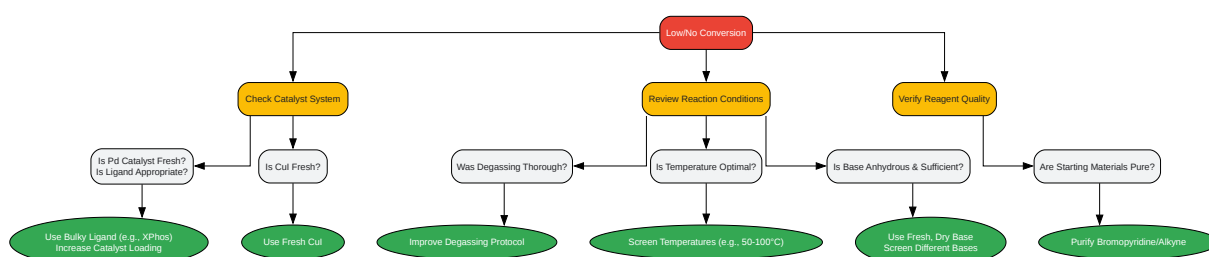 Low/No Conversion
Check Catalyst System
Review Reaction Conditions
Verify Reagent Quality
Is Pd Catalyst Fresh?
Is Ligand Appropriate?
Is CuI Fresh?
Was Degassing Thorough?
Is Temperature Optimal?
Is Base Anhydrous & Sufficient?
Are Starting Materials Pure?
Use Bulky Ligand (e.g., XPhos)
Increase Catalyst Loading
Use Fresh CuI
Improve Degassing Protocol
Screen Temperatures (e.g., 50-100°C)
Use Fresh, Dry Base
Screen Different Bases
Purify Bromopyridine/Alkyne